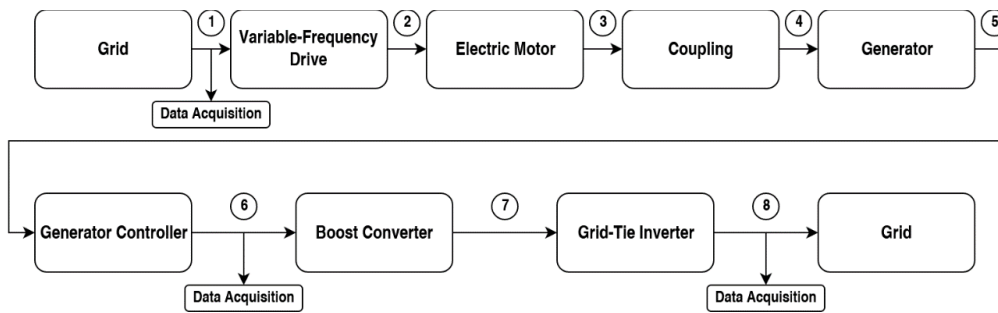 1
2
3
4
5
Grid
Variable-Frequency
Drive
Electric Motor
Coupling
Generator
Data Acquisition
6
7
8
Generator Controller
Boost Converter
Grid-Tie Inverter
Grid
Data Acquisition
Data Acquisition